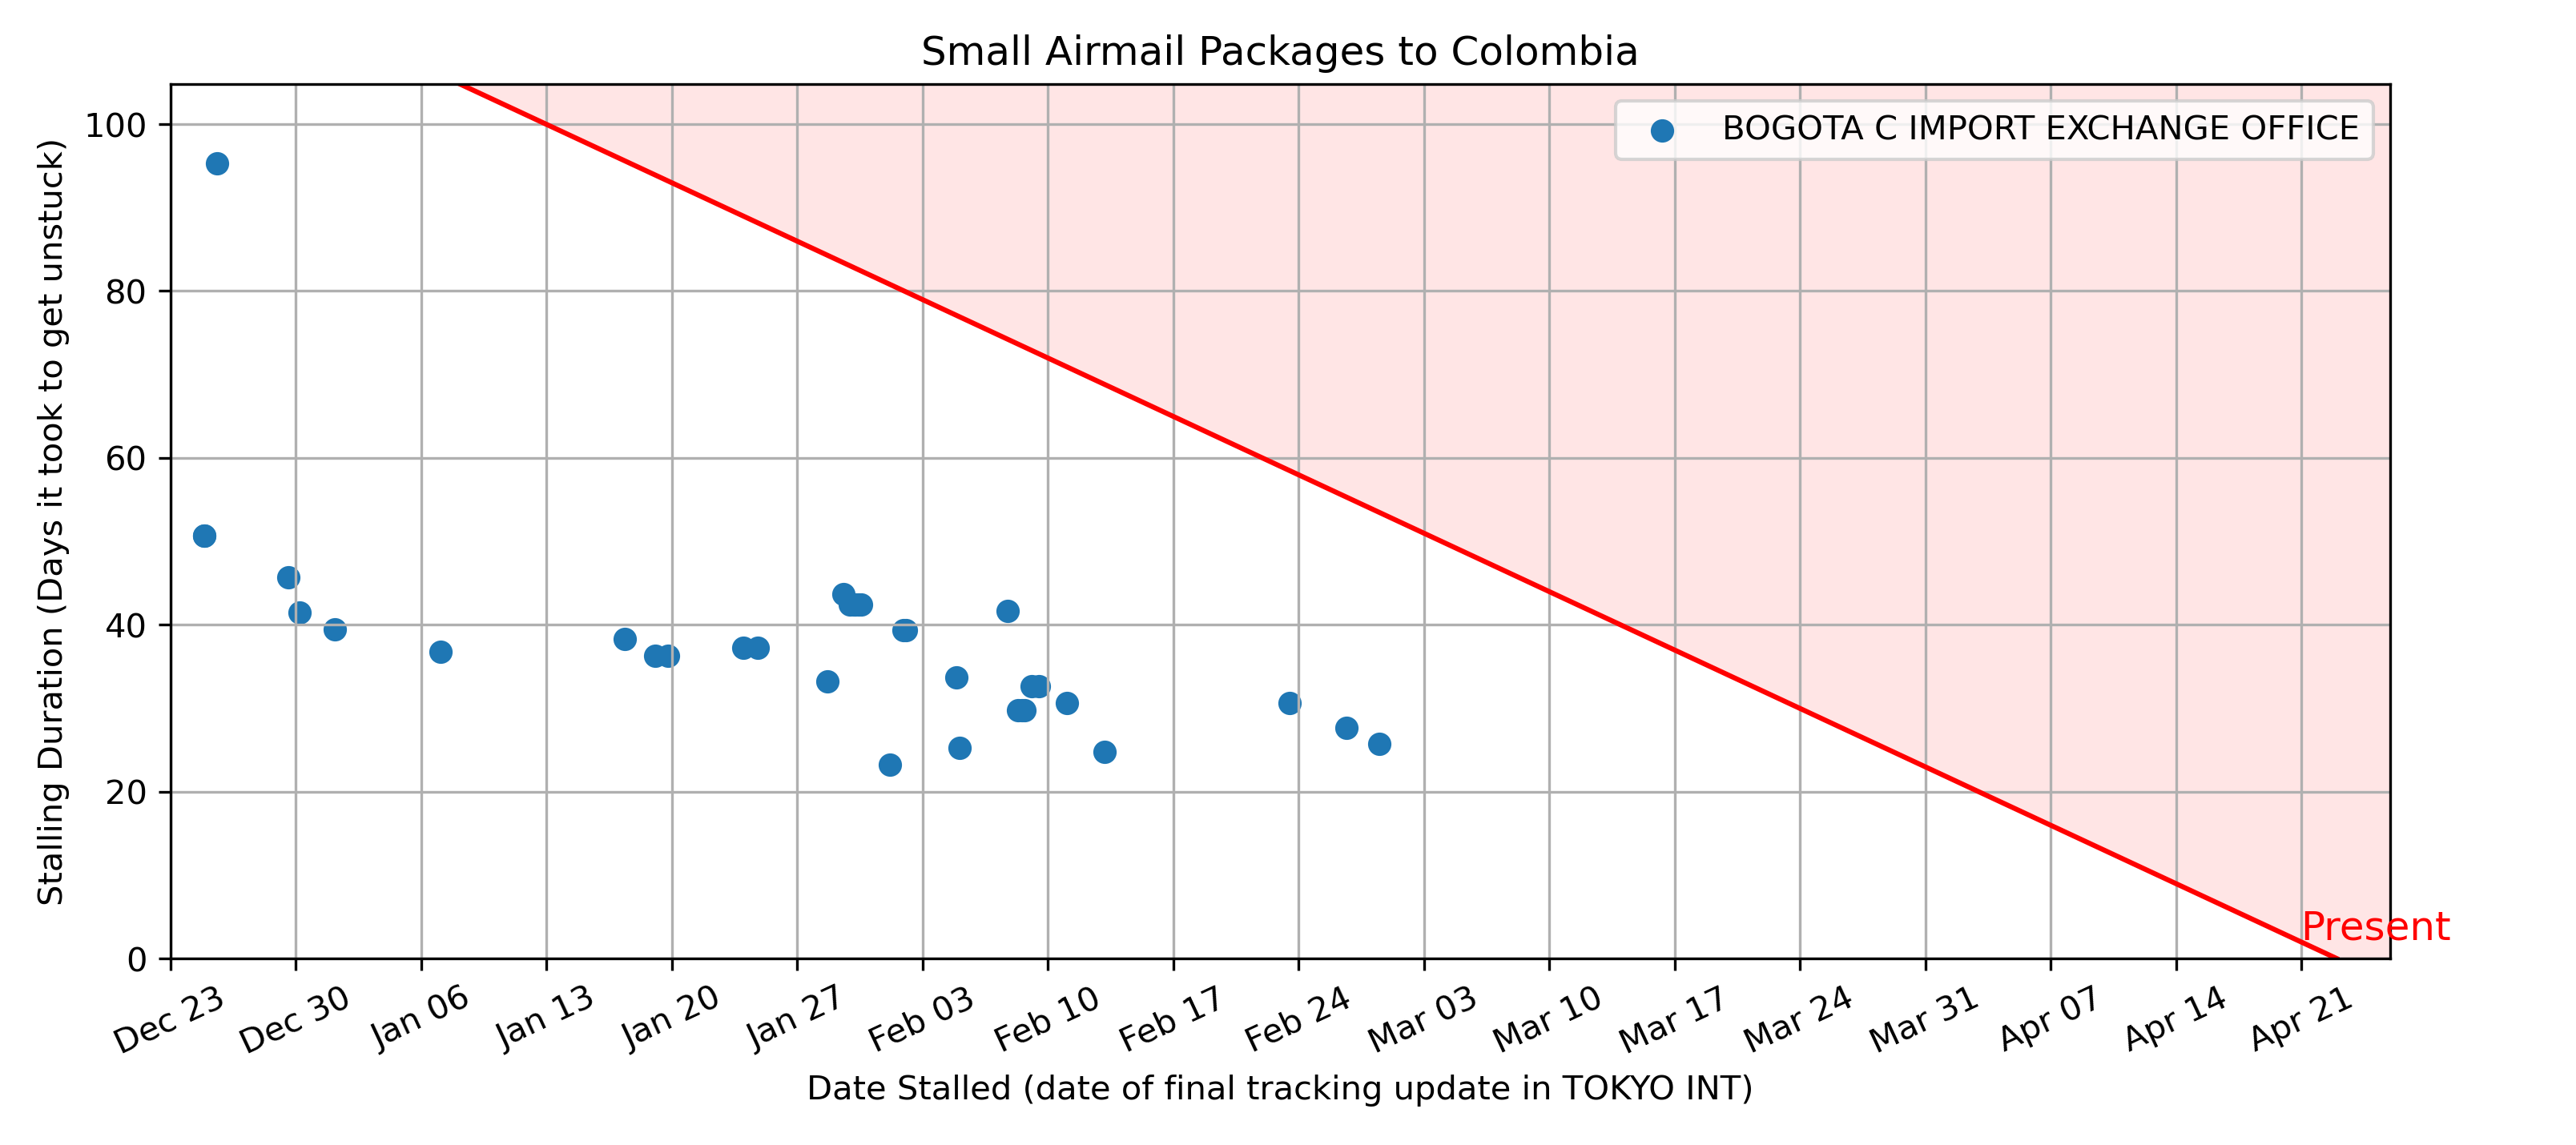 Small Airmail Packages to Colombia
BOGOTA C IMPORT EXCHANGE OFFICE
Stalling Duration (Days it took to get unstuck)
100
80
60
40
20
0
Present
Dec 23
Dec 30
Jan 06
Jan 13
Jan 20
Jan 27
Feb 03
Feb 10
Feb 17
Feb 24
Mar 03
Mar 10
Mar 17
Mar 24
Mar 31
Apr 07
Apr 14
Apr 21
Date Stalled (date of final tracking update in TOKYO INT)